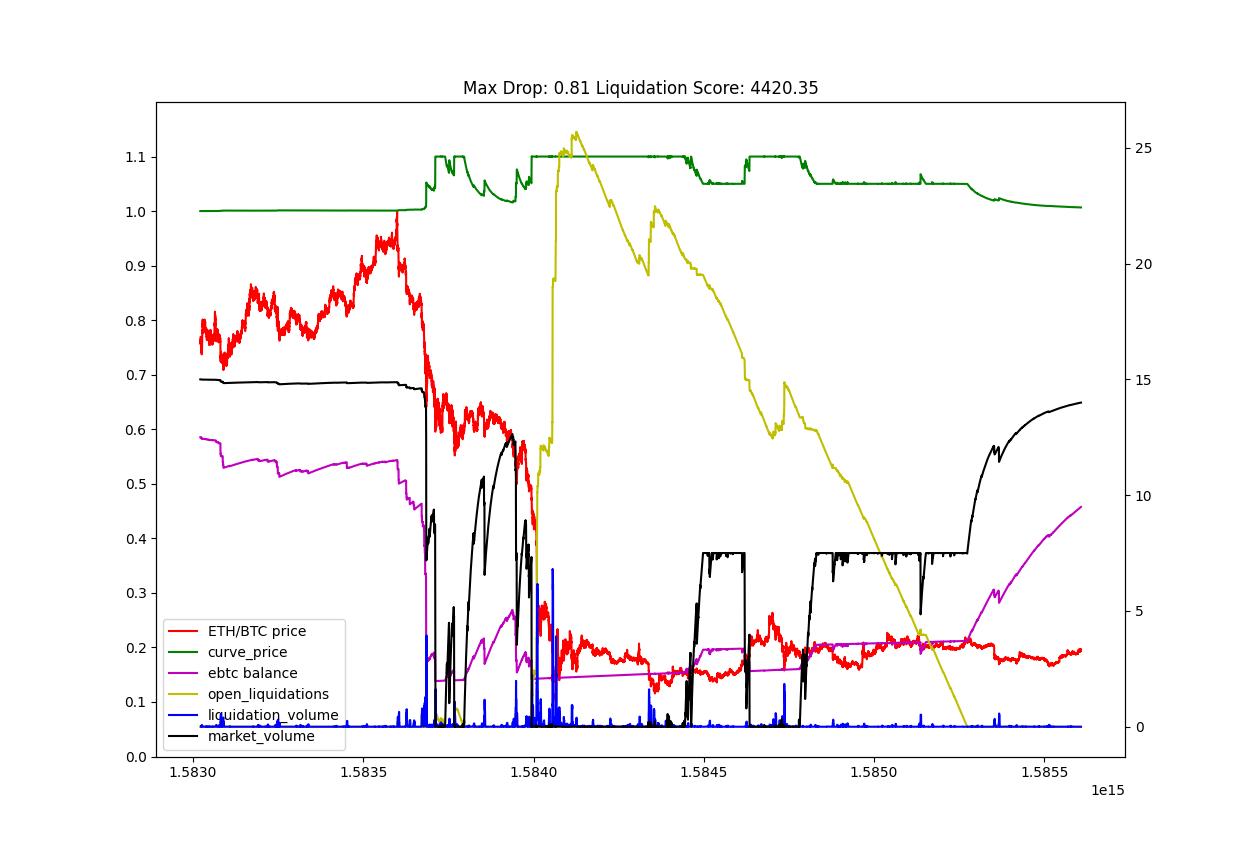 Max Drop: 0.81 Liquidation Score: 4420.35
1.1
1.0
0.9
0.8
0.7
0.6
0.5
0.4
0.3
0.2
0.1
0.0
25
20
15
10
5
0
ETH/BTC price
curve_price
ebtc balance
open_liquidations
liquidation_volume
market_volume
1.5830 1.5835 1.5840 1.5845 1.5850 1.5855
1e15